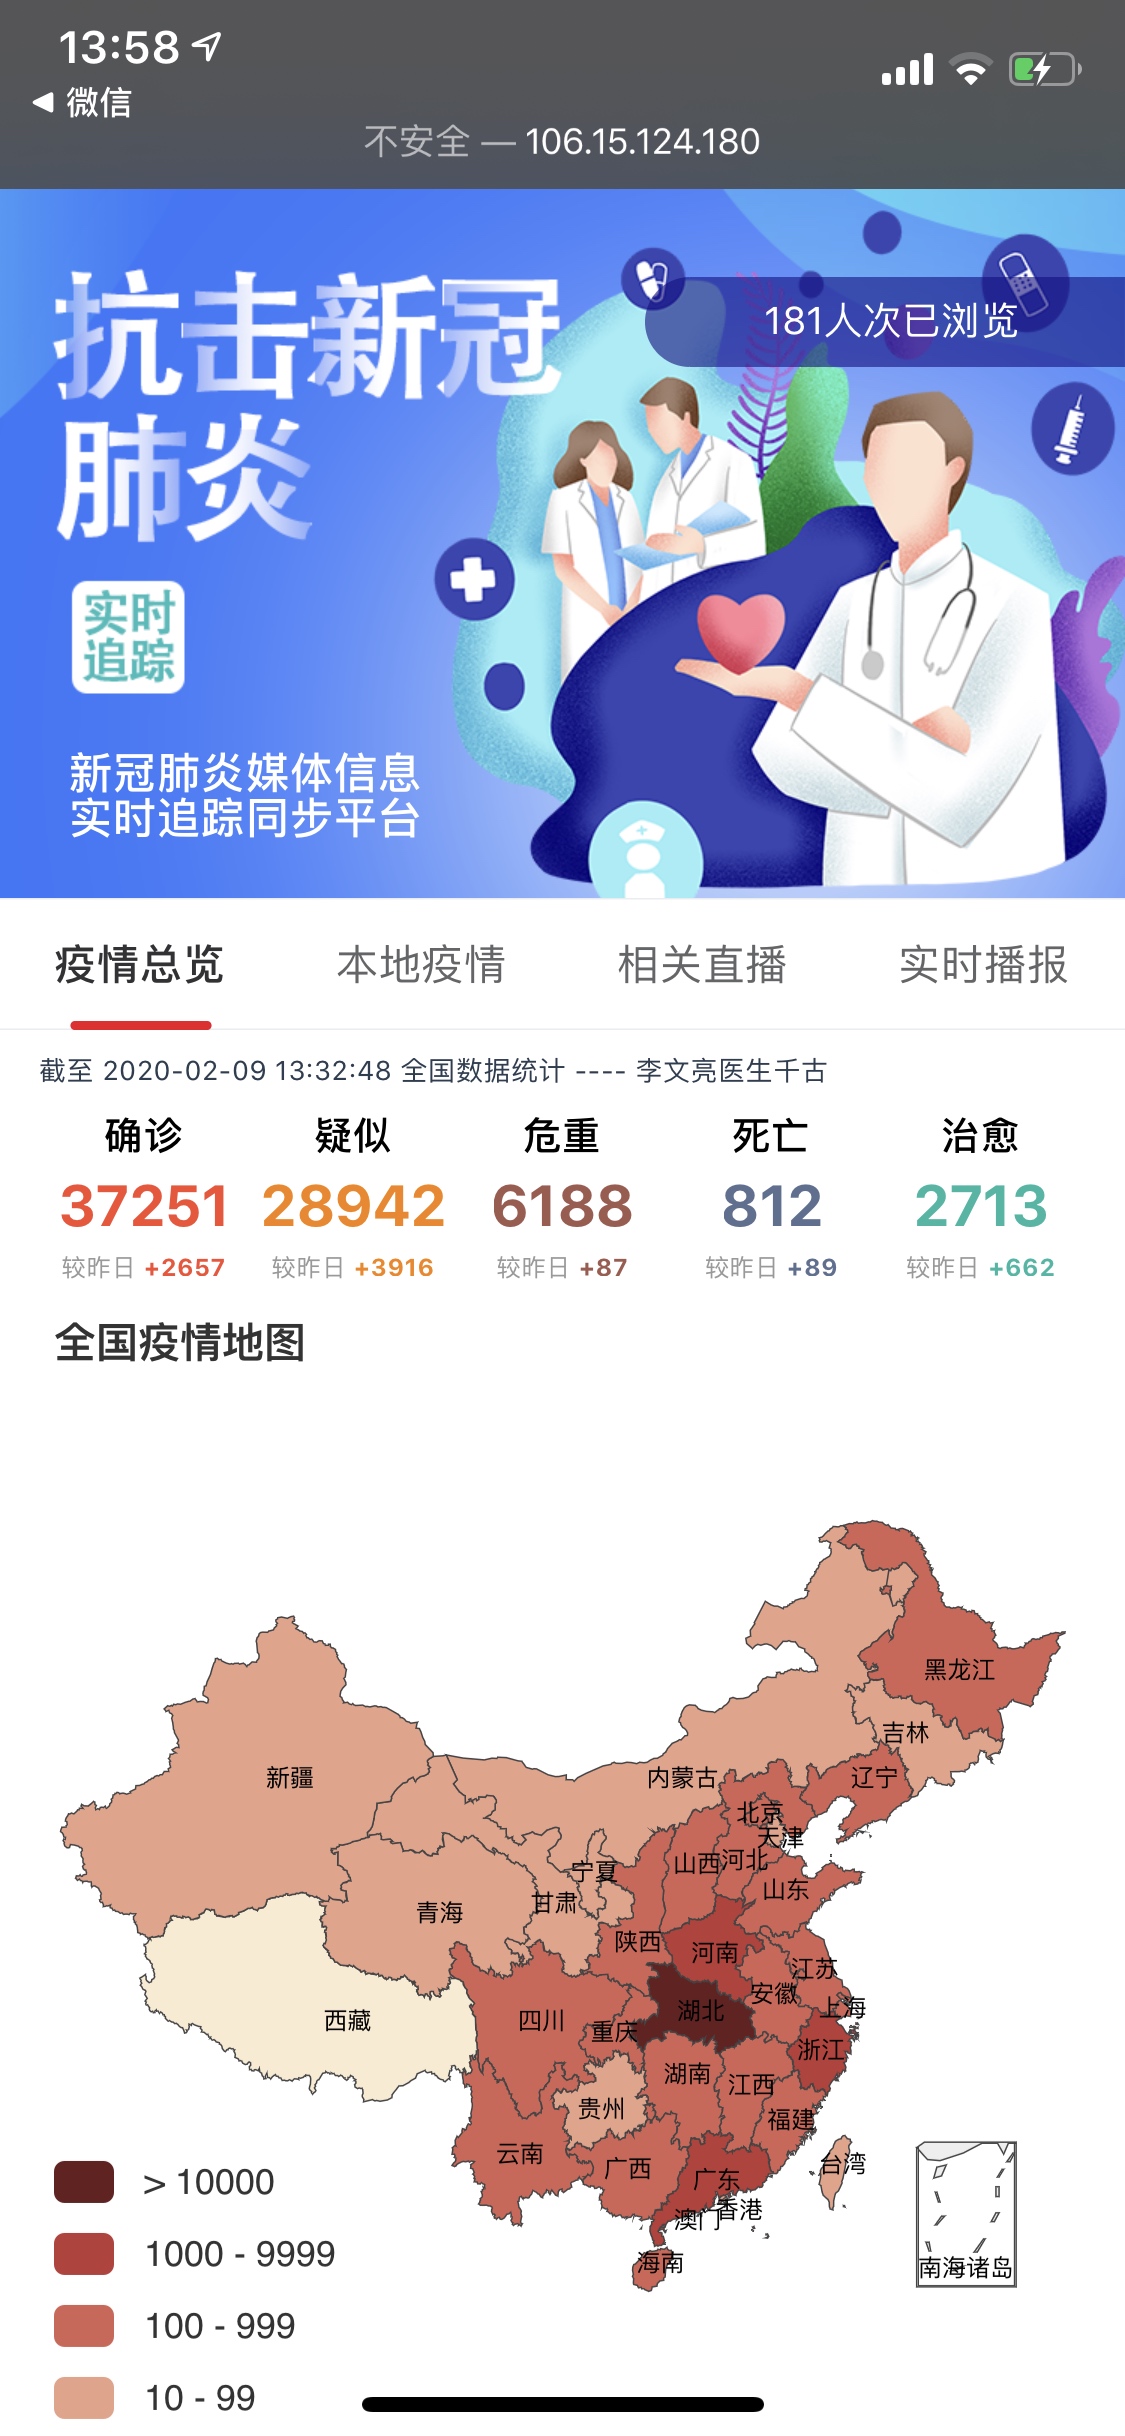 13:58
微信
不安全 — 106.15.124.180
抗击新冠
肺炎
181人次已浏览
实时
追踪
新冠肺炎媒体信息
实时追踪同步平台
疫情总览 本地疫情 相关直播 实时播报
截至 2020-02-09 13:32:48 全国数据统计 ---- 李文亮医生千古
确诊 疑似 危重 死亡 治愈
37251 28942 6188 812 2713
较昨日 +2657 较昨日 +3916 较昨日 +87 较昨日 +89 较昨日 +662
全国疫情地图
黑龙江
吉林
新疆 内蒙古 辽宁
北京
天津
山西 河北
宁夏
山东
甘肃
青海
陕西 河南
江苏
安徽
上海
西藏 四川 重庆 湖北
浙江
湖南 江西
贵州 福建
云南 广西 广东 台湾
澳门 香港
海南 南海诸岛
> 10000
1000 - 9999
100 - 999
10 - 99